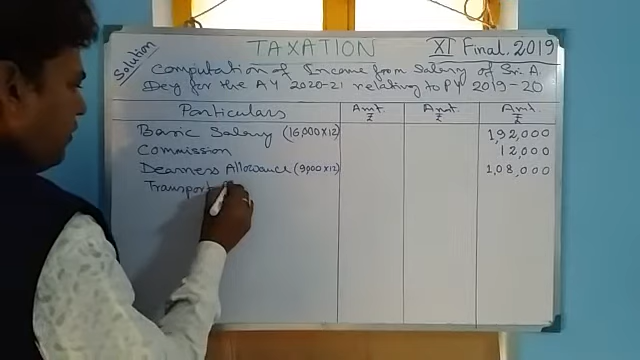 Solution
TAXATION
XI Final. 2019
Computation of Income from Salary of Sri. A.
Dey for the AY 2020-21 relating to PY 2019-20
Particulars Amt. ₹ Amt. ₹ Amt. ₹
Basic Salary (16,000×12) 1,92,000
Commission 12,000
Dearness Allowance (9,000×12) 1,08,000
Transport